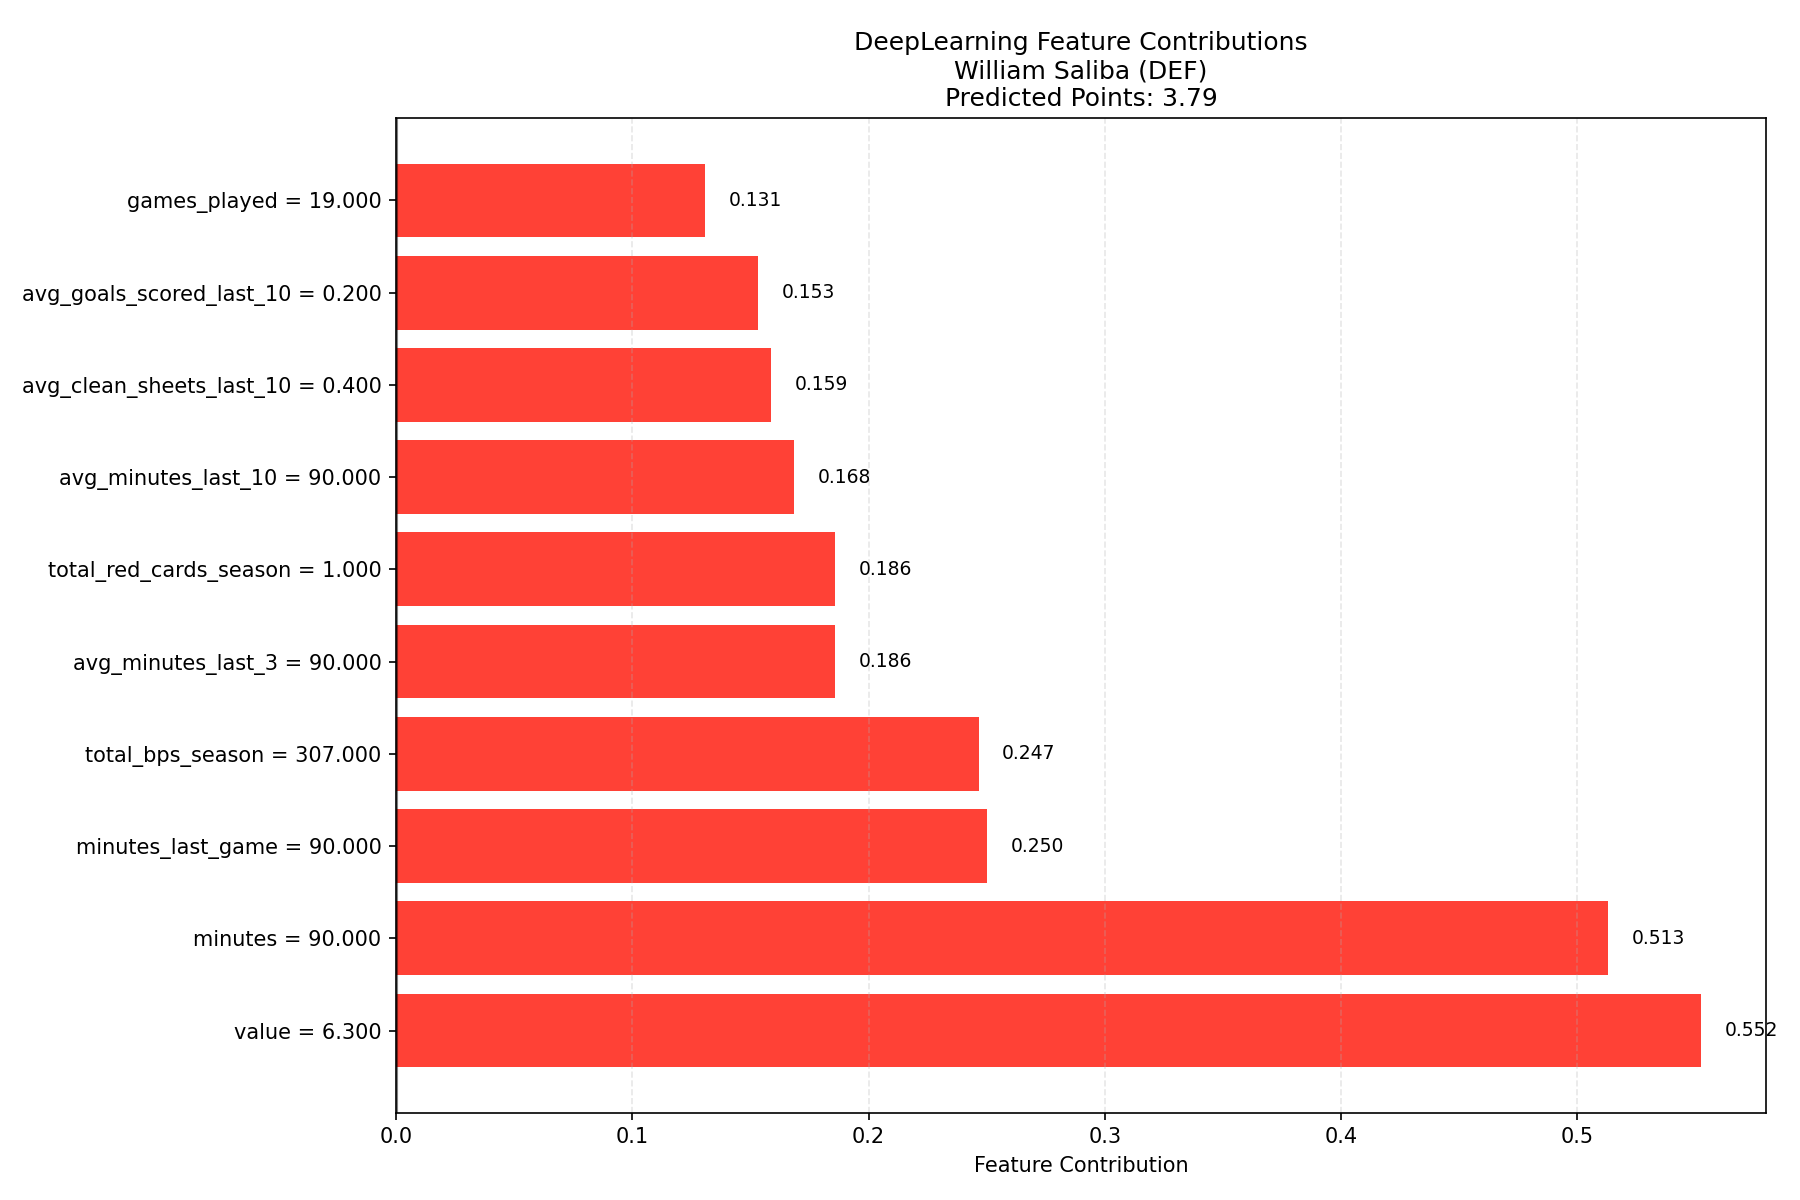 DeepLearning Feature Contributions
William Saliba (DEF)
Predicted Points: 3.79
games_played = 19.000
0.131
avg_goals_scored_last_10 = 0.200
0.153
avg_clean_sheets_last_10 = 0.400
0.159
avg_minutes_last_10 = 90.000
0.168
total_red_cards_season = 1.000
0.186
avg_minutes_last_3 = 90.000
0.186
total_bps_season = 307.000
0.247
minutes_last_game = 90.000
0.250
minutes = 90.000
0.513
value = 6.300
0.552
0.0 0.1 0.2 0.3 0.4 0.5
Feature Contribution